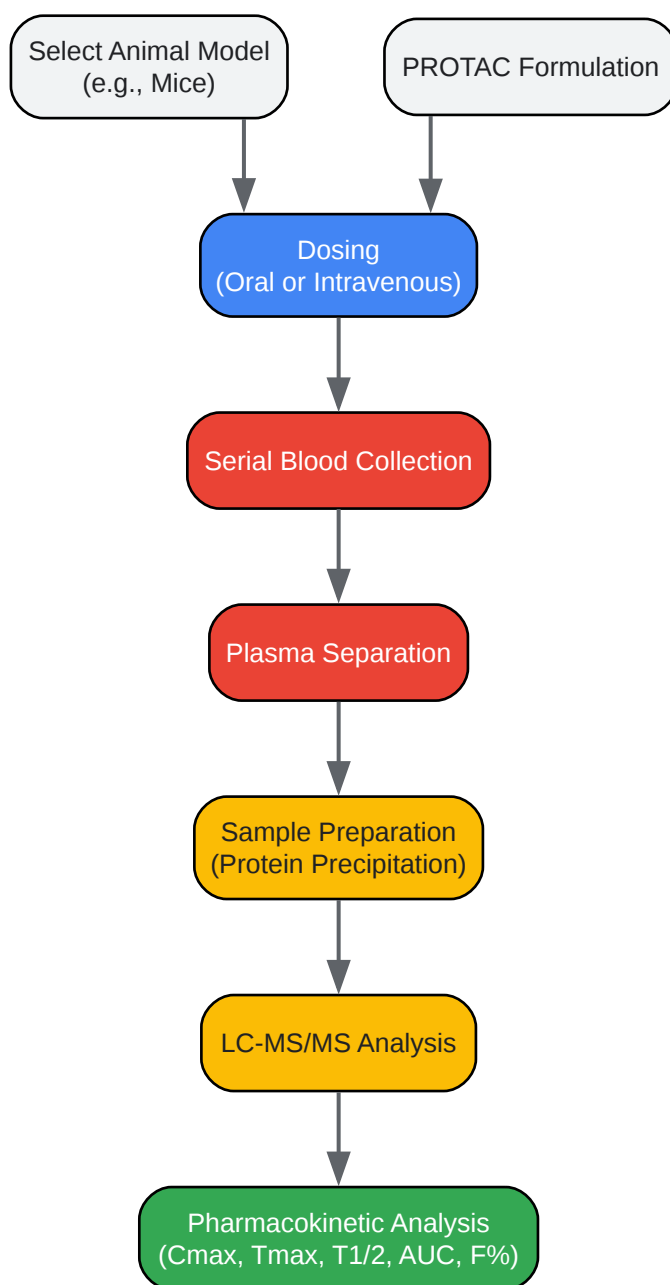 Select Animal Model
(e.g., Mice)
PROTAC Formulation
Dosing
(Oral or Intravenous)
Serial Blood Collection
Plasma Separation
Sample Preparation
(Protein Precipitation)
LC-MS/MS Analysis
Pharmacokinetic Analysis
(Cmax, Tmax, T1/2, AUC, F%)